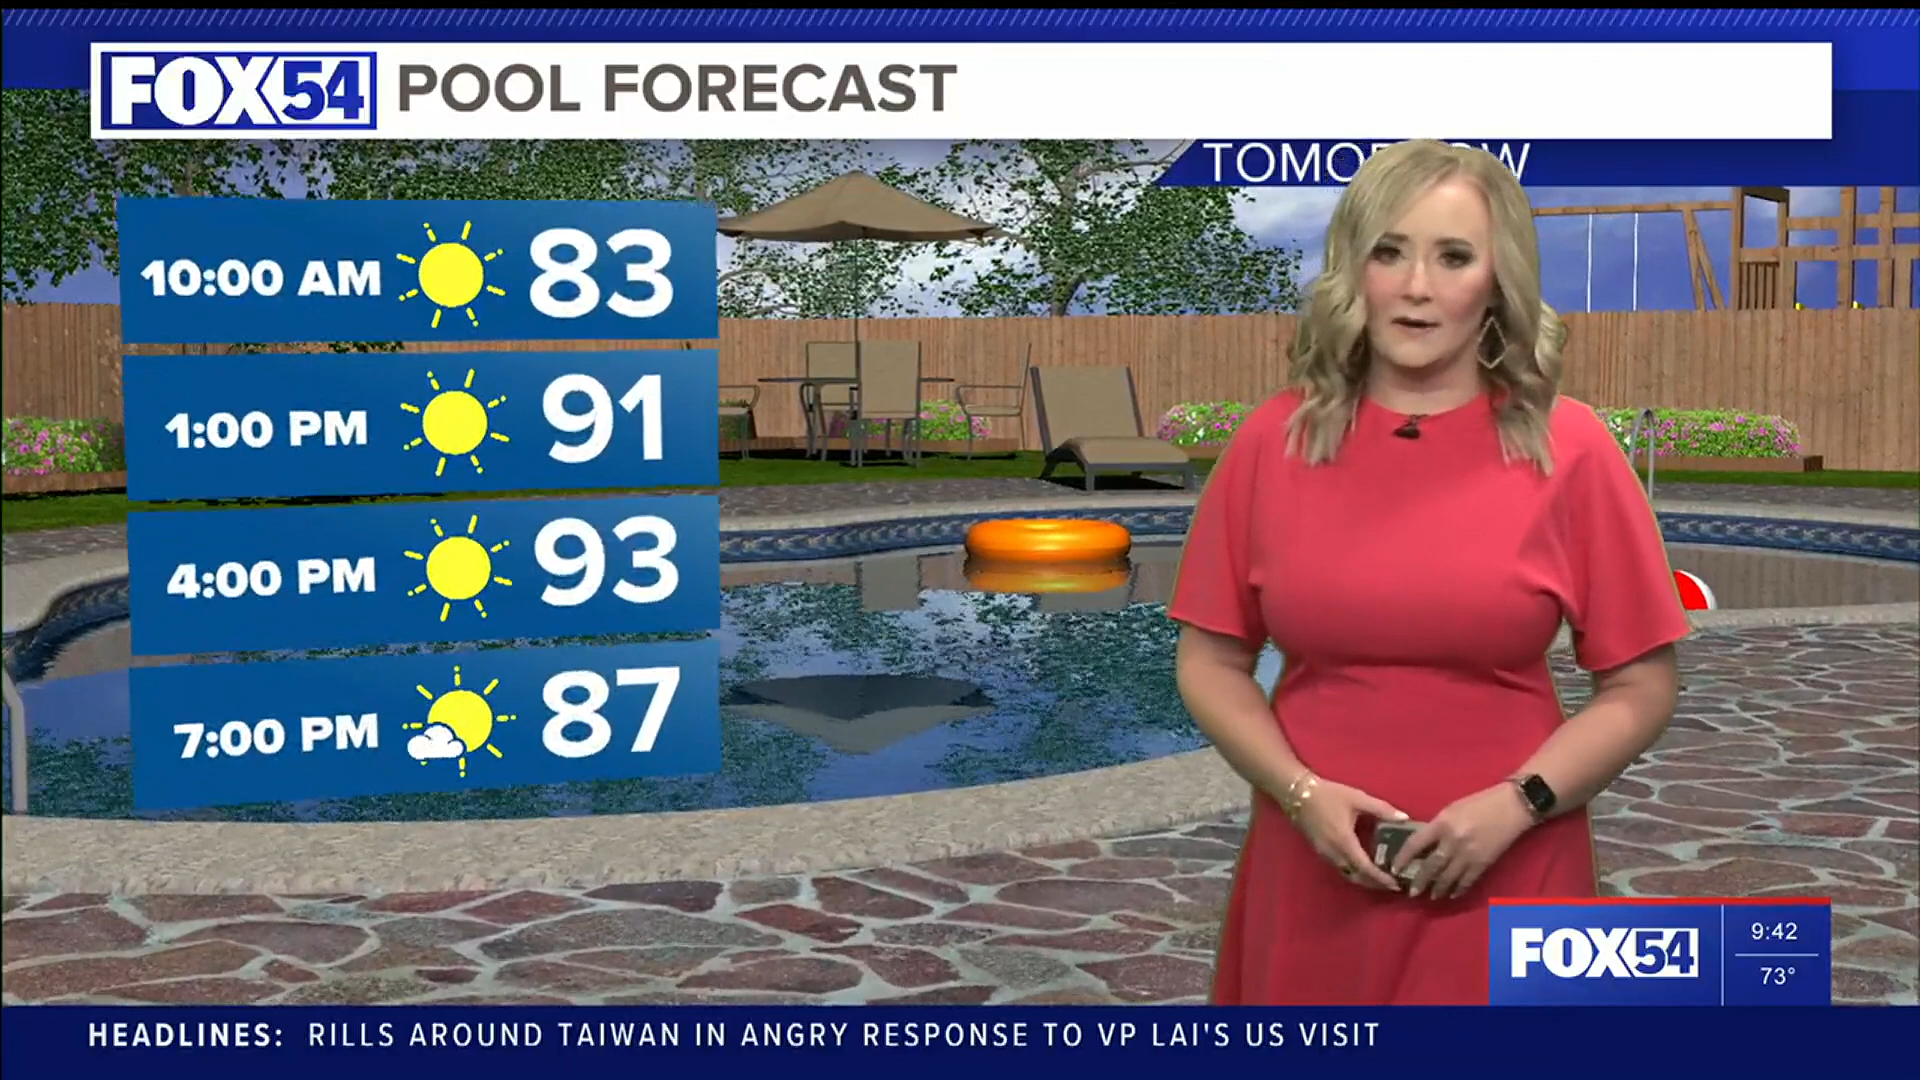 FOX54 POOL FORECAST
10:00 AM 83
1:00 PM 91
4:00 PM 93
7:00 PM 87
FOX54
9:42
73°
HEADLINES: RILLS AROUND TAIWAN IN ANGRY RESPONSE TO VP LAI'S US VISIT